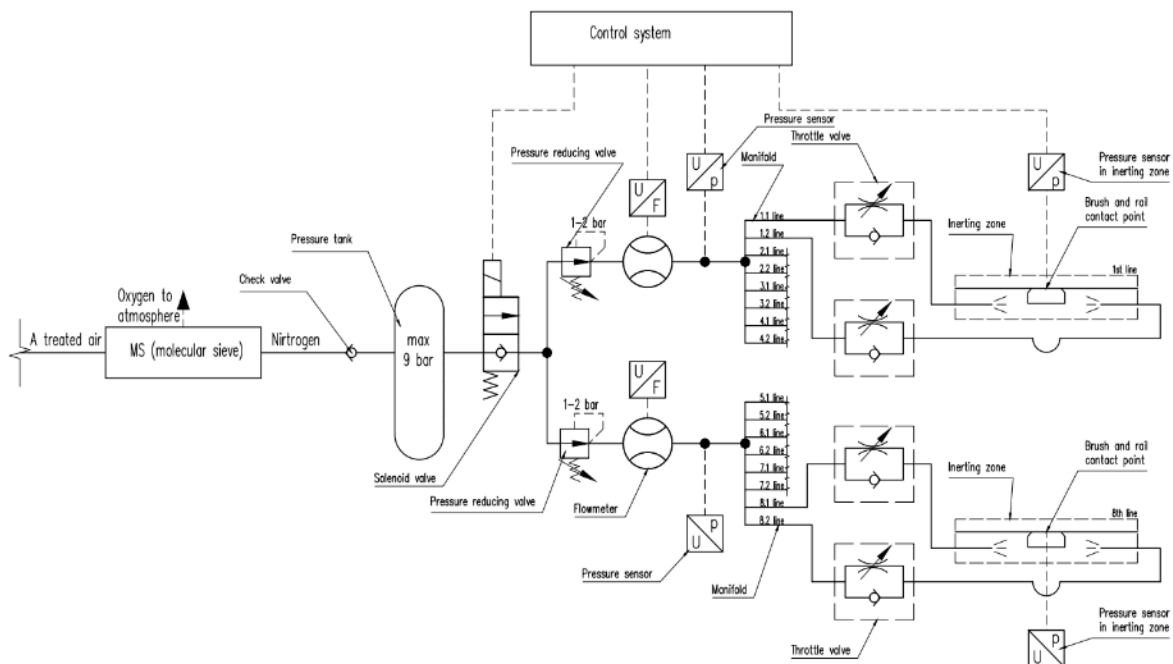 Control system
Pressure sensor
Throttle valve
Pressure reducing valve
Manifold
U
p
Pressure sensor
in inerting zone
U
F
U
p
1-2 bar
Brush and rail
contact point
Pressure tank
1.1 line
1.2 line
2.1 line
2.2 line
3.1 line
3.2 line
4.1 line
4.2 line
Inerting zone
1st line
Check valve
Oxygen to
atmosphere
A treated air
MS (molecular sieve)
Nirtrogen
max
9 bar
U
F
1-2 bar
5.1 line
5.2 line
6.1 line
6.2 line
7.1 line
7.2 line
8.1 line
8.2 line
Brush and rail
contact point
Inerting zone
8th line
Solenoid valve
Pressure reducing valve
Flowmeter
p
U
Pressure sensor
Manifold
Throttle valve
p
U
Pressure sensor
in inerting zone